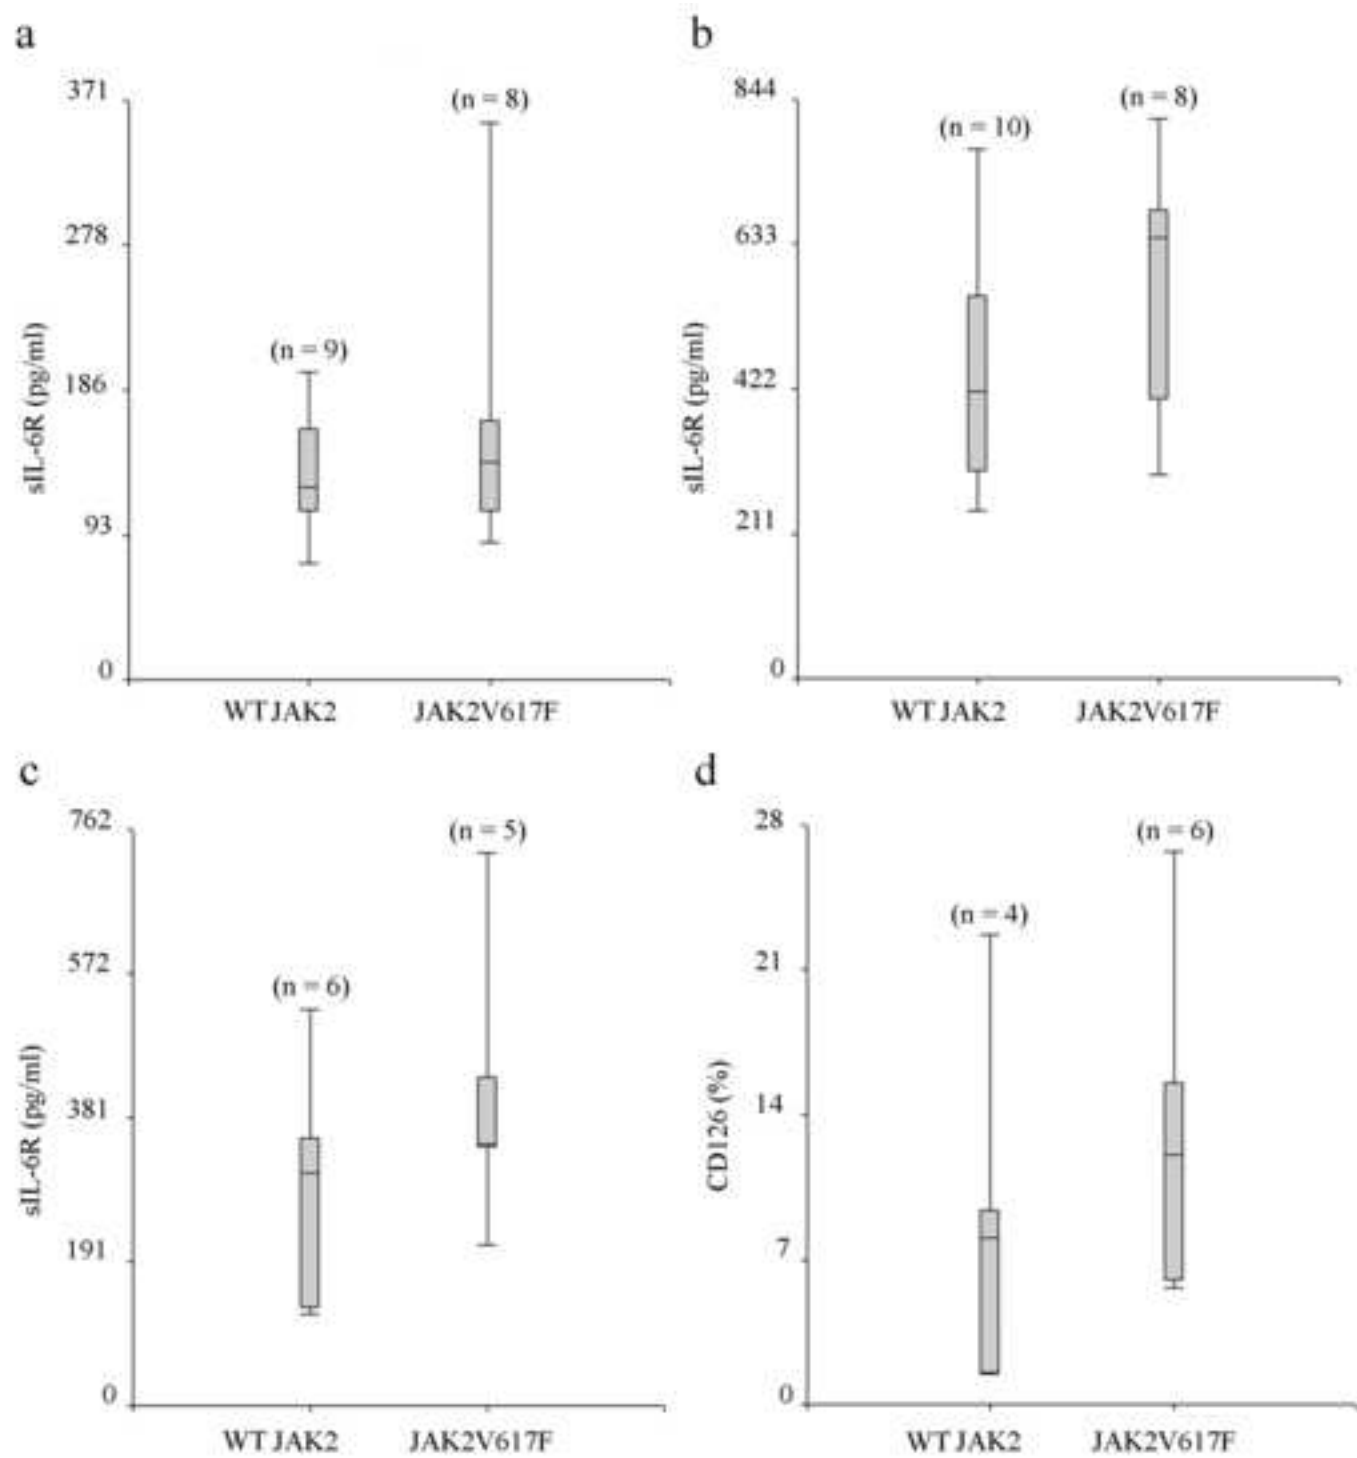 a
371
278
186
93
0
sIL-6R (pg/ml)
(n = 9)
(n = 8)
WT JAK2
JAK2V617F
b
844
633
422
211
0
sIL-6R (pg/ml)
(n = 10)
(n = 8)
WT JAK2
JAK2V617F
c
762
572
381
191
0
sIL-6R (pg/ml)
(n = 6)
(n = 5)
WT JAK2
JAK2V617F
d
28
21
14
7
0
CD126 (%)
(n = 4)
(n = 6)
WT JAK2
JAK2V617F